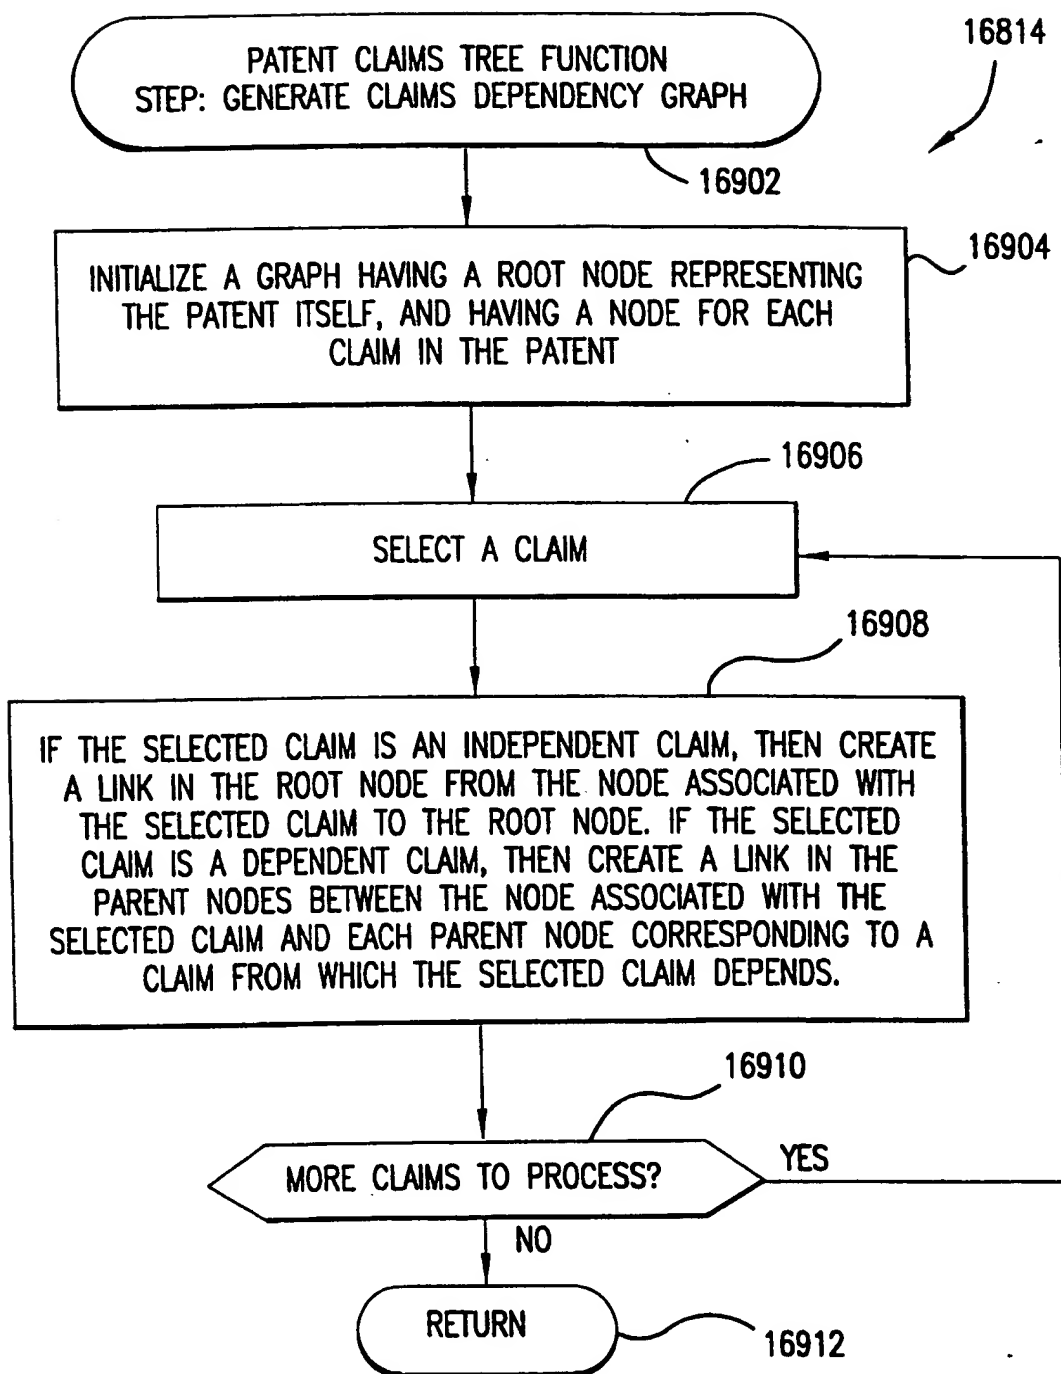 16814
PATENT CLAIMS TREE FUNCTION
STEP: GENERATE CLAIMS DEPENDENCY GRAPH
16902
16904
INITIALIZE A GRAPH HAVING A ROOT NODE REPRESENTING
THE PATENT ITSELF, AND HAVING A NODE FOR EACH
CLAIM IN THE PATENT
16906
SELECT A CLAIM
16908
IF THE SELECTED CLAIM IS AN INDEPENDENT CLAIM, THEN CREATE
A LINK IN THE ROOT NODE FROM THE NODE ASSOCIATED WITH
THE SELECTED CLAIM TO THE ROOT NODE. IF THE SELECTED
CLAIM IS A DEPENDENT CLAIM, THEN CREATE A LINK IN THE
PARENT NODES BETWEEN THE NODE ASSOCIATED WITH THE
SELECTED CLAIM AND EACH PARENT NODE CORRESPONDING TO A
CLAIM FROM WHICH THE SELECTED CLAIM DEPENDS.
16910
MORE CLAIMS TO PROCESS?
YES
NO
RETURN
16912